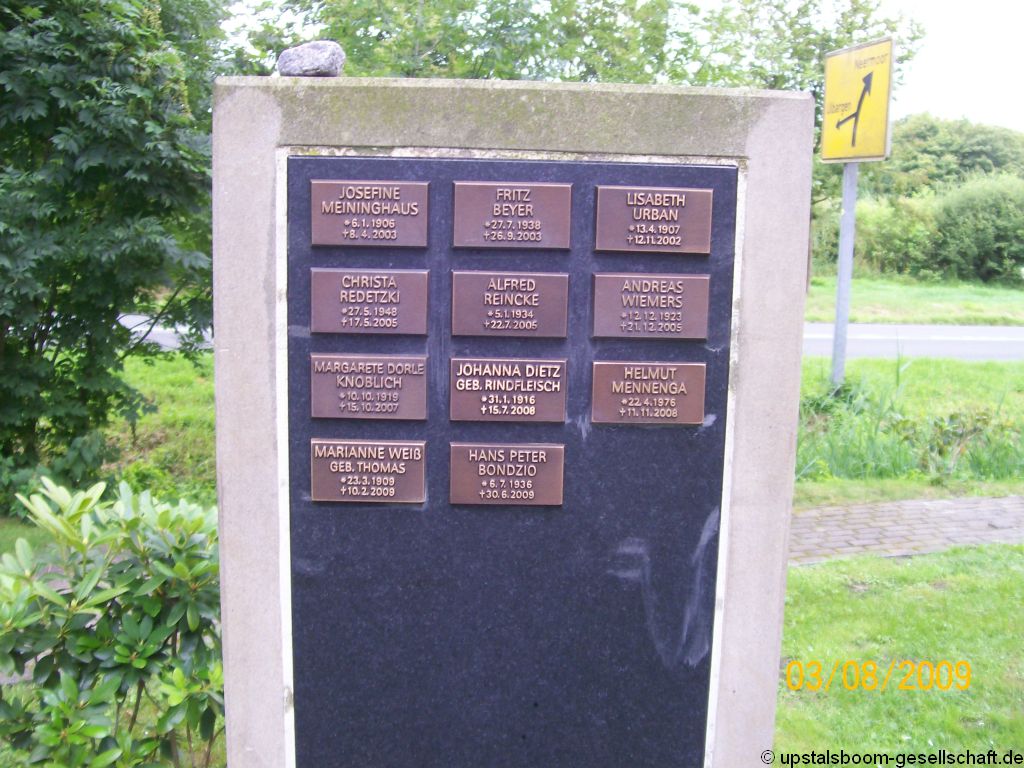 Neermoor
Jübargen
JOSEFINE
MEININGHAUS
*6.1.1906
†8.4.2003
FRITZ
BEYER
*27.7.1938
†26.9.2003
LISABETH
URBAN
*13.4.1907
†12.11.2002
CHRISTA
REDETZKI
*27.5.1948
†17.5.2005
ALFRED
REINCKE
*5.1.1934
†22.7.2005
ANDREAS
WIEMERS
*12.12.1923
†21.12.2005
MARGARETE DORLE
KNOBLICH
*10.10.1919
†15.10.2007
JOHANNA DIETZ
GEB. RINDFLEISCH
*31.1.1916
†15.7.2008
HELMUT
MENNENGA
*22.4.1976
†11.11.2008
MARIANNE WEIß
GEB. THOMAS
*23.3.1909
†10.2.2009
HANS PETER
BONDZIO
*6.7.1936
†30.6.2009
03/08/2009
© upstalsboom-gesellschaft.de